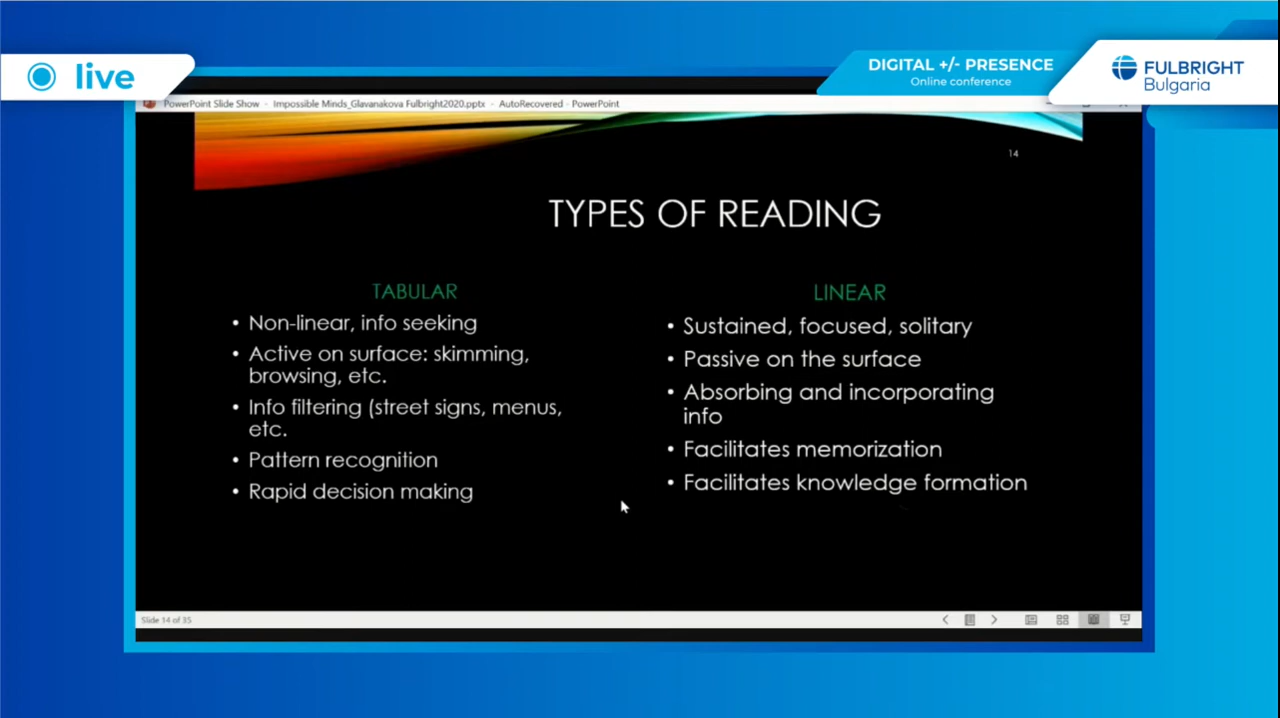 live
DIGITAL +/- PRESENCE
Online conference
FULBRIGHT
Bulgaria
PowerPoint Slide Show - Impossible Minds_Glavanakova Fulbright2020.pptx - AutoRecovered - PowerPoint
14
TYPES OF READING
TABULAR
• Non-linear, info seeking
• Active on surface: skimming,
browsing, etc.
• Info filtering (street signs, menus,
etc.
• Pattern recognition
• Rapid decision making
LINEAR
• Sustained, focused, solitary
• Passive on the surface
• Absorbing and incorporating
info
• Facilitates memorization
• Facilitates knowledge formation
Slide 14 of 35